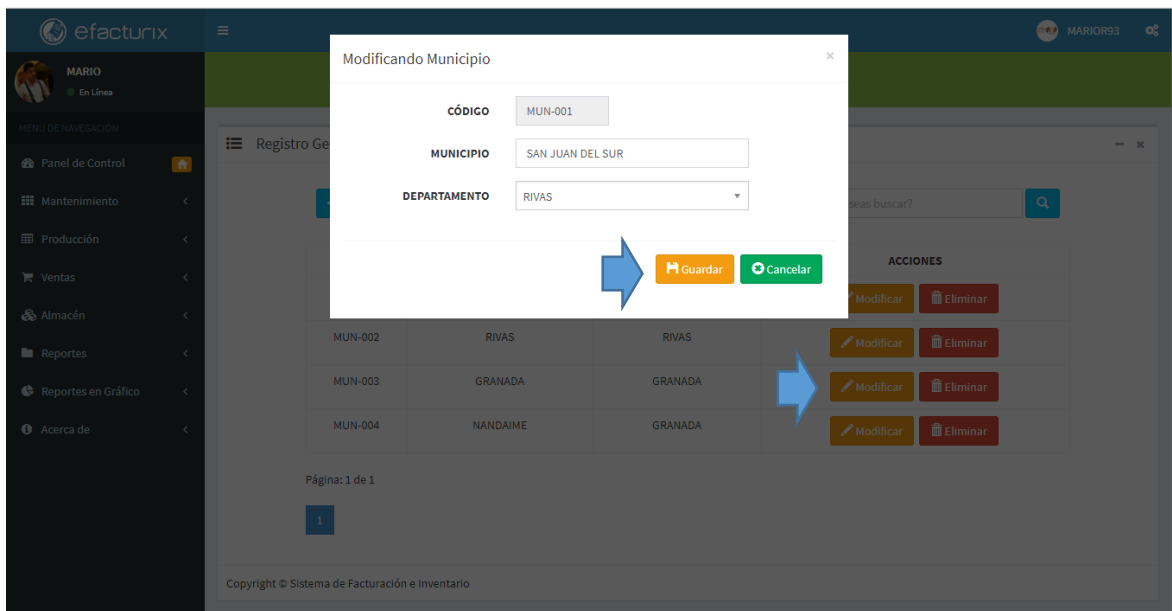 efacturix
MARIOR93
MARIO
En Línea
MENU DE NAVEGACIÓN
Panel de Control
Mantenimiento
Producción
Ventas
Almacén
Reportes
Reportes en Gráfico
Acerca de
Modificando Municipio
×
CÓDIGO MUN-001
MUNICIPIO SAN JUAN DEL SUR
DEPARTAMENTO RIVAS
Guardar Cancelar
Registro Ge
seas buscar?
ACCIONES
Modificar Eliminar
MUN-002 RIVAS RIVAS Modificar Eliminar
MUN-003 GRANADA GRANADA Modificar Eliminar
MUN-004 NANDAIME GRANADA Modificar Eliminar
Página: 1 de 1
1
Copyright © Sistema de Facturación e Inventario